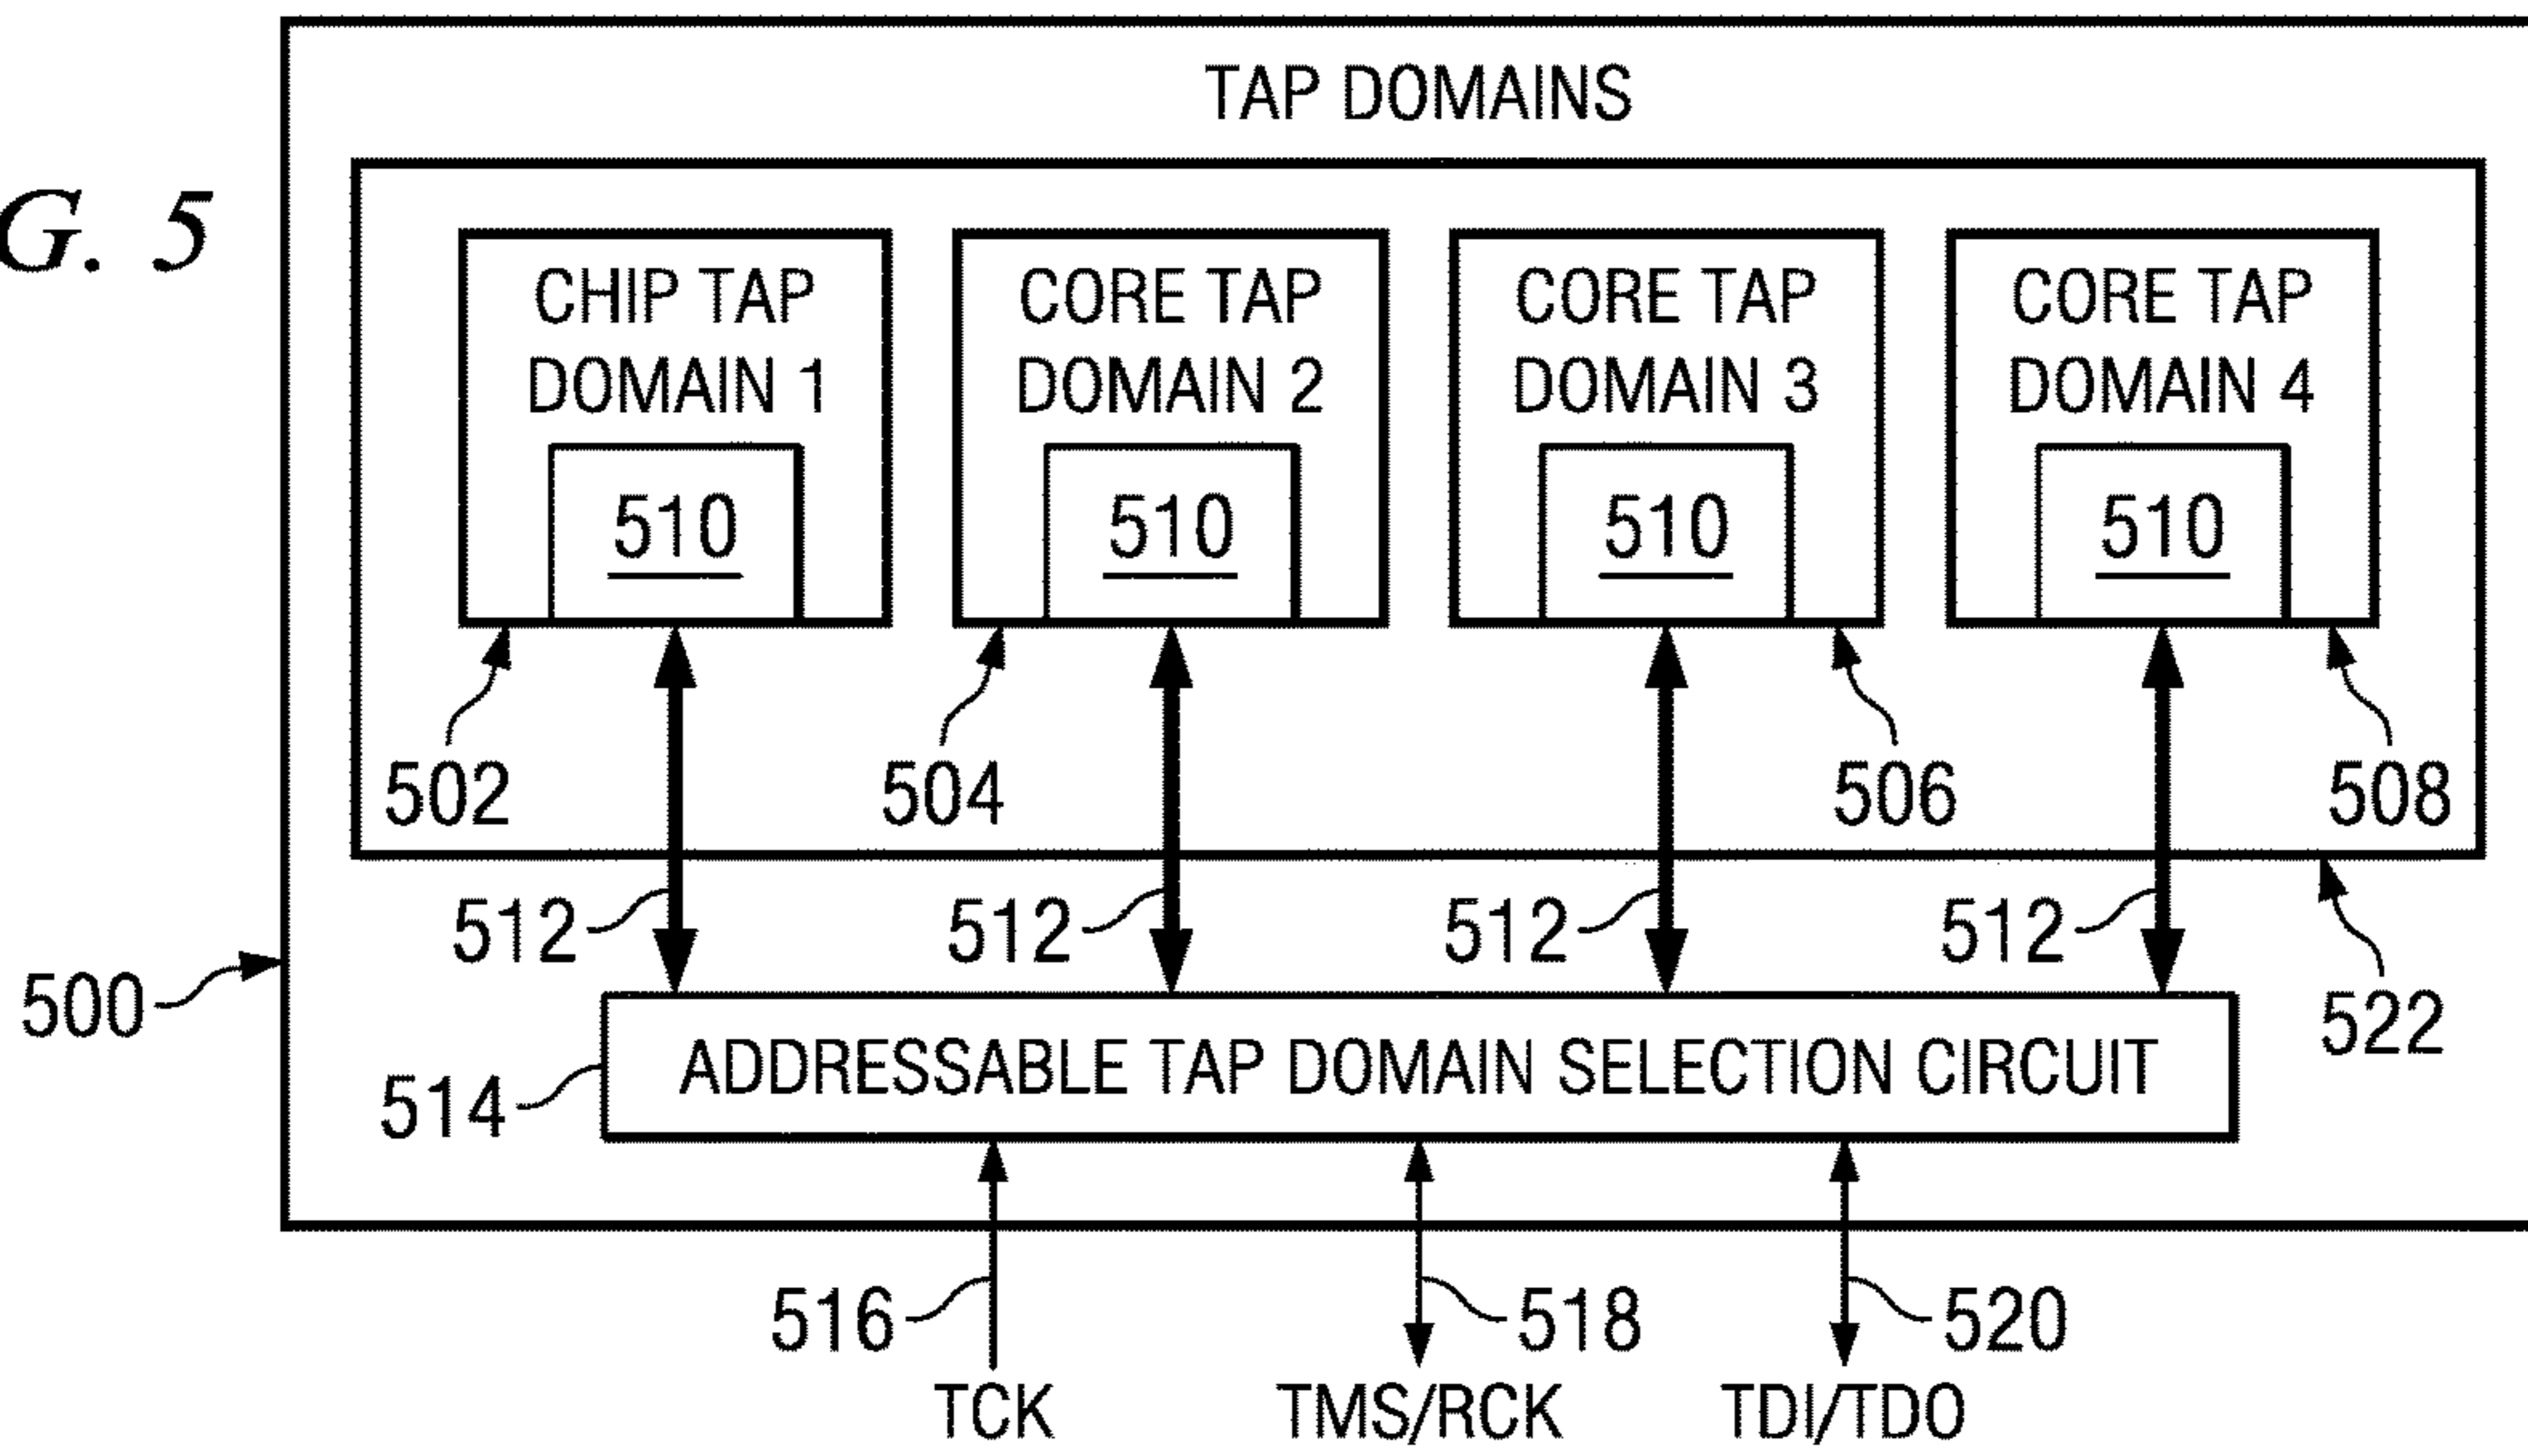 TAP DOMAINS
G. 5
CHIP TAP
DOMAIN 1
510
CORE TAP
DOMAIN 2
510
CORE TAP
DOMAIN 3
510
CORE TAP
DOMAIN 4
510
502
504
506
508
512
512
512
512
500
522
514
ADDRESSABLE TAP DOMAIN SELECTION CIRCUIT
516
518
520
TCK
TMS/RCK
TDI/TDO